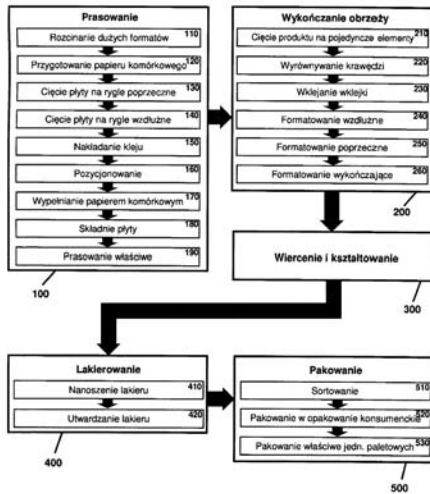 Prasowanie
Rozcinanie dużych formatów 110
Przygotowanie papieru komórkowego 120
Cięcie płyty na rygle poprzeczne 130
Cięcie płyty na rygle wzdłużne 140
Nakładanie kleju 150
Pozycjonowanie 160
Wypełnianie papierem komórkowym 170
Składnie płyty 180
Prasowanie właściwe 190
100
Wykończanie obrzeży
Cięcie produktu na pojedyncze elementy 210
Wyrównywanie krawędzi 220
Wklejanie wklejki 230
Formatowanie wzdłużne 240
Formatowanie poprzeczne 250
Formatowanie wykończające 260
200
Wiercenie i kształtowanie
300
Lakierowanie
Nanoszenie lakieru 410
Utwardzanie lakieru 420
400
Pakowanie
Sortowanie 510
Pakowanie w opakowanie konsumenckie 520
Pakowanie właściwe jedn. paletowych 530
500